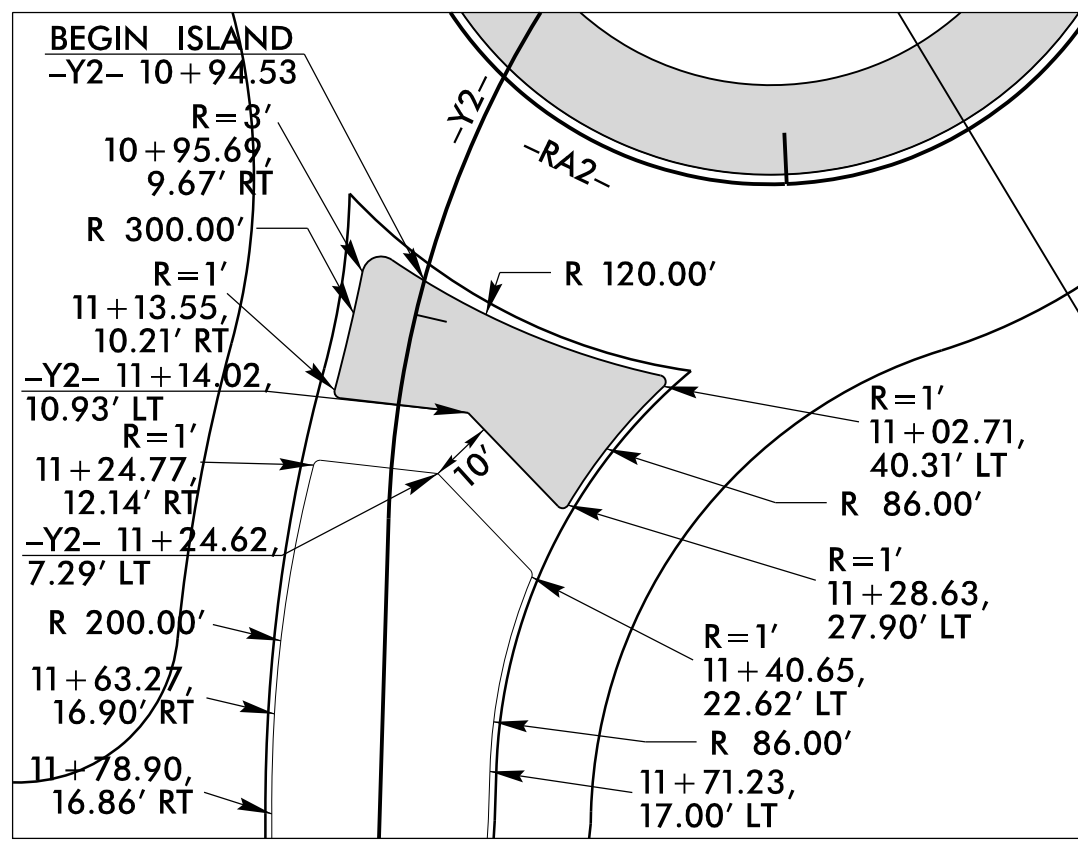 BEGIN ISLAND
-Y2- 10+94.53
R=3'
10+95.69,
9.67' RT
R 300.00'
R=1'
11+13.55,
10.21' RT
-Y2- 11+14.02,
10.93' LT
R=1'
11+24.77,
12.14' RT
-Y2- 11+24.62,
7.29' LT
R 200.00'
11+63.27,
16.90' RT
11+78.90,
16.86' RT
-Y2-
-RA2-
R 120.00'
10'
R=1'
11+02.71,
40.31' LT
R 86.00'
R=1'
11+28.63,
27.90' LT
R=1'
11+40.65,
22.62' LT
R 86.00'
11+71.23,
17.00' LT